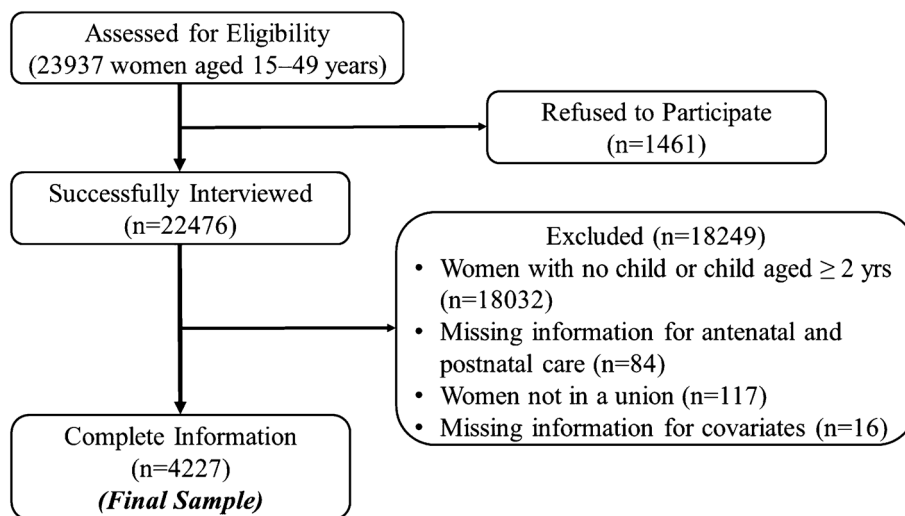 Assessed for Eligibility
(23937 women aged 15–49 years)
Refused to Participate
(n=1461)
Successfully Interviewed
(n=22476)
Excluded (n=18249)
• Women with no child or child aged ≥ 2 yrs
(n=18032)
• Missing information for antenatal and
postnatal care (n=84)
• Women not in a union (n=117)
• Missing information for covariates (n=16)
Complete Information
(n=4227)
(Final Sample)